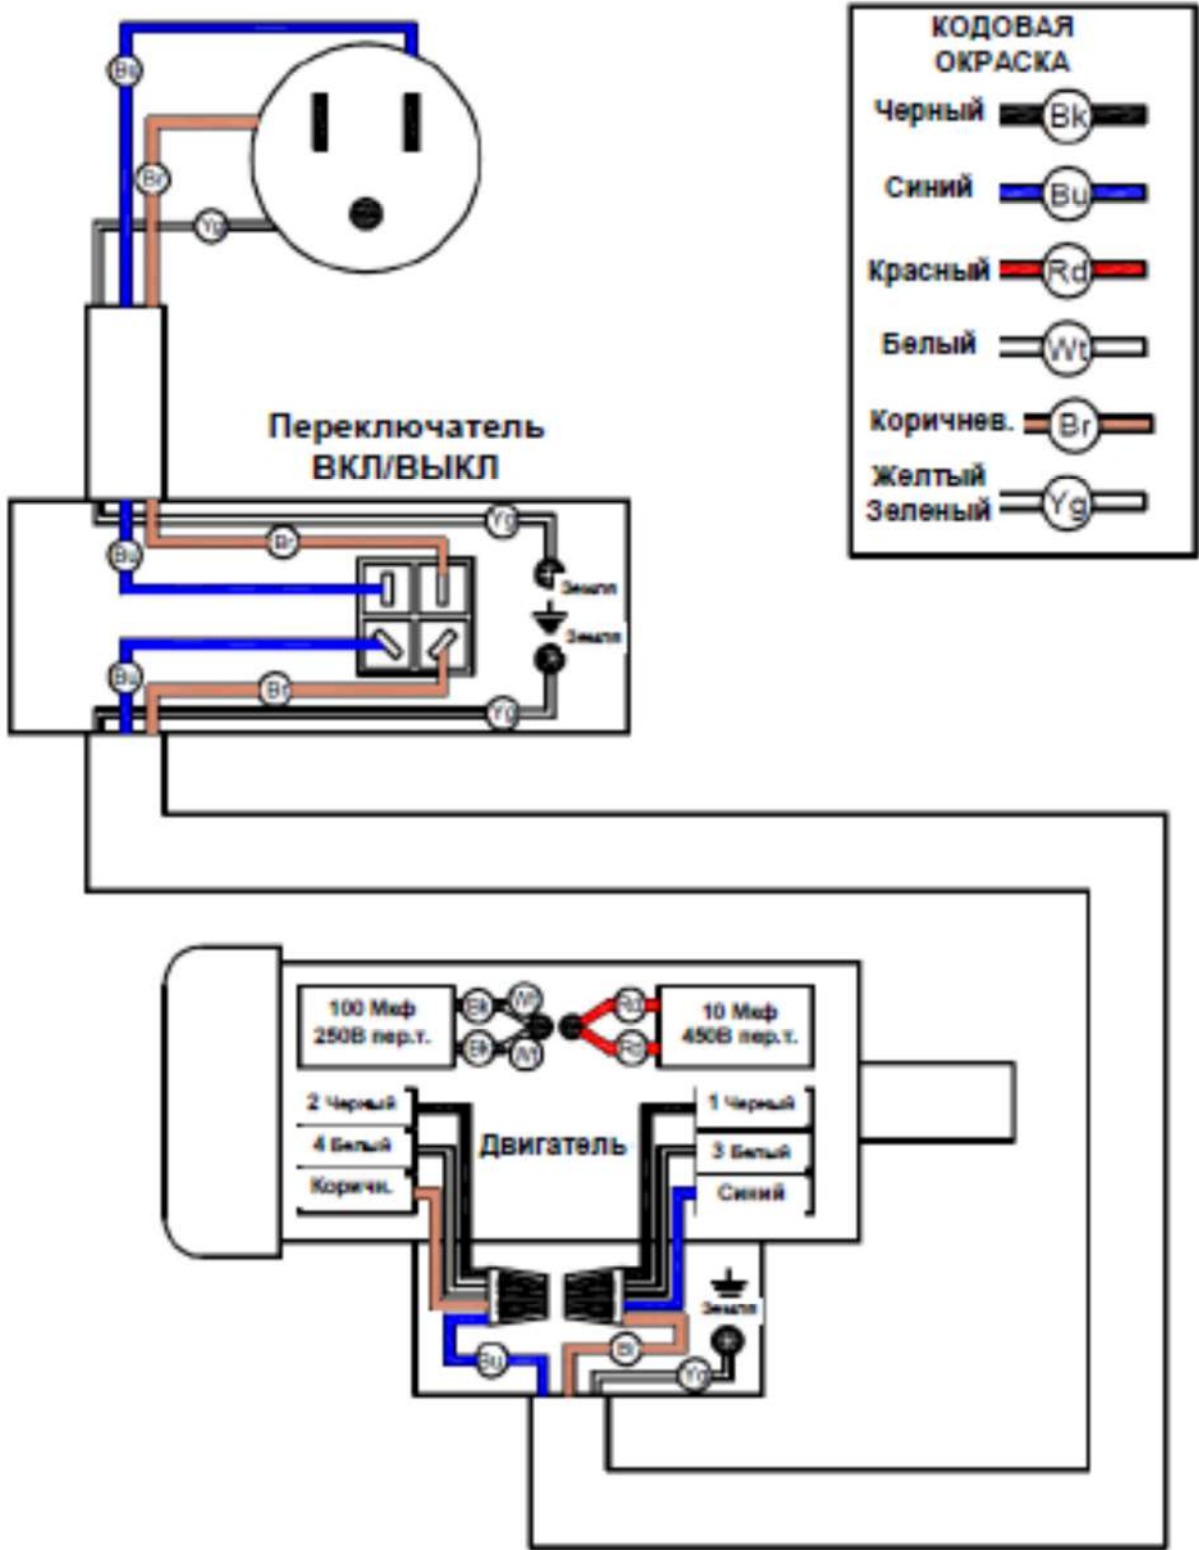 КОДОВАЯ
ОКРАСКА
Черный
Bk
Синий
Bu
Красный
Rd
Белый
Wt
Коричнев.
Br
Желтый
Зеленый
Yg
Bu
Br
Yg
Переключатель
ВКЛ/ВЫКЛ
Yg
Br
Bu
Земля
Земля
Bu
Br
Yg
100 Мкф
250В пер.т.
Bk
Wt
Bk
Wt
Rd
Rd
10 Мкф
450В пер.т.
2 Черный
4 Белый
Коричн.
Двигатель
1 Черный
3 Белый
Синий
Земля
Bu
Br
Yg